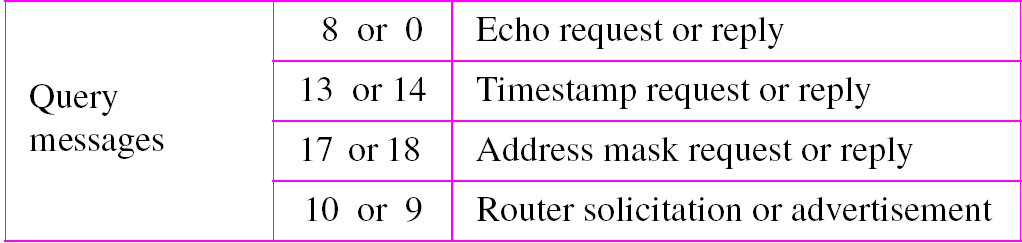 Query
messages
8 or 0 Echo request or reply
13 or 14 Timestamp request or reply
17 or 18 Address mask request or reply
10 or 9 Router solicitation or advertisement